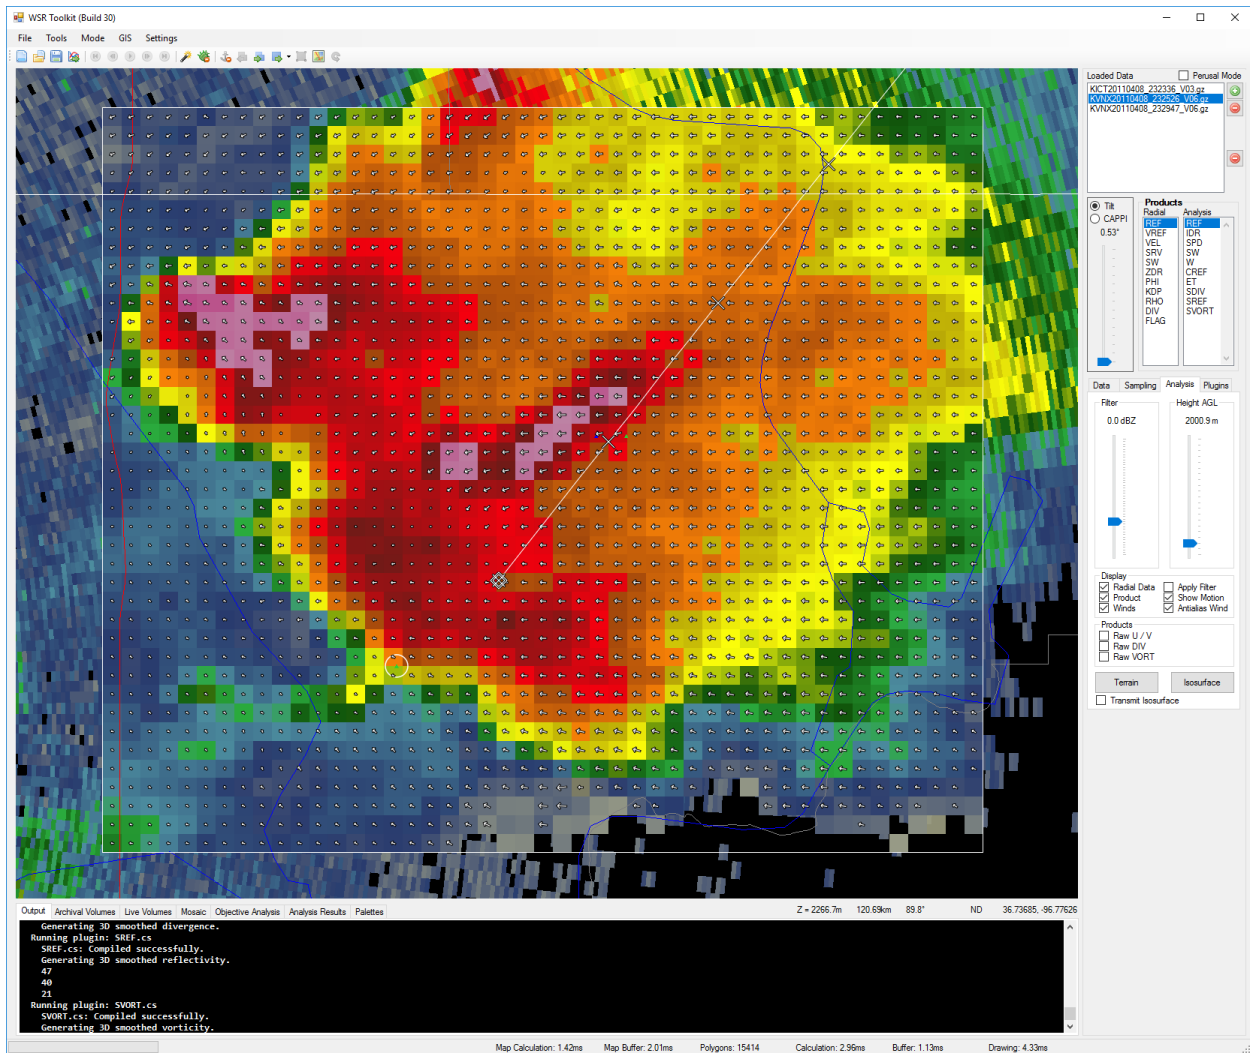 WSR Toolkit (Build 30)
File Tools Mode GIS Settings
Loaded Data Perusal Mode
KICT20110408_232336_V03.gz
KVNX20110408_232526_V06.gz
KVNX20110408_232947_V06.gz
Tilt
CAPPI
0.53°
Products
Radial Analysis
REF REF
VREF IDR
VEL SPD
SRV SW
SW W
ZDR CREF
PHI ET
KDP SDIV
RHO SREF
DIV SVORT
FLAG
Data Sampling Analysis Plugins
Filter Height AGL
0.0 dBZ 2000.9 m
Display
Radial Data Apply Filter
Product Show Motion
Winds Antialias Wind
Products
Raw U / V
Raw DIV
Raw VORT
Terrain Isosurface
Transmit Isosurface
Output Archival Volumes Live Volumes Mosaic Objective Analysis Analysis Results Palettes
Z = 2266.7m 120.69km 89.8° ND 36.73685, -96.77626
Generating 3D smoothed divergence.
Running plugin: SREF.cs
SREF.cs: Compiled successfully.
Generating 3D smoothed reflectivity.
47
40
21
Running plugin: SVORT.cs
SVORT.cs: Compiled successfully.
Generating 3D smoothed vorticity.
Map Calculation: 1.42ms Map Buffer: 2.01ms Polygons: 15414 Calculation: 2.96ms Buffer: 1.13ms Drawing: 4.33ms